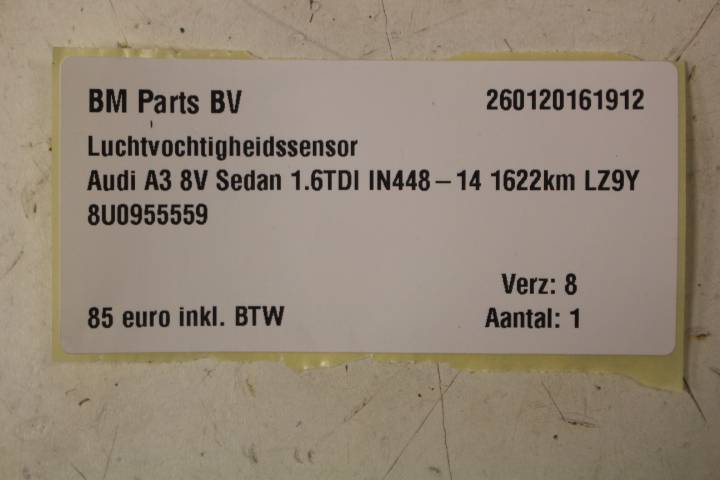 BM Parts BV 260120161912
Luchtvochtigheidssensor
Audi A3 8V Sedan 1.6TDI IN448-14 1622km LZ9Y
8U0955559
Verz: 8
85 euro inkl. BTW Aantal: 1